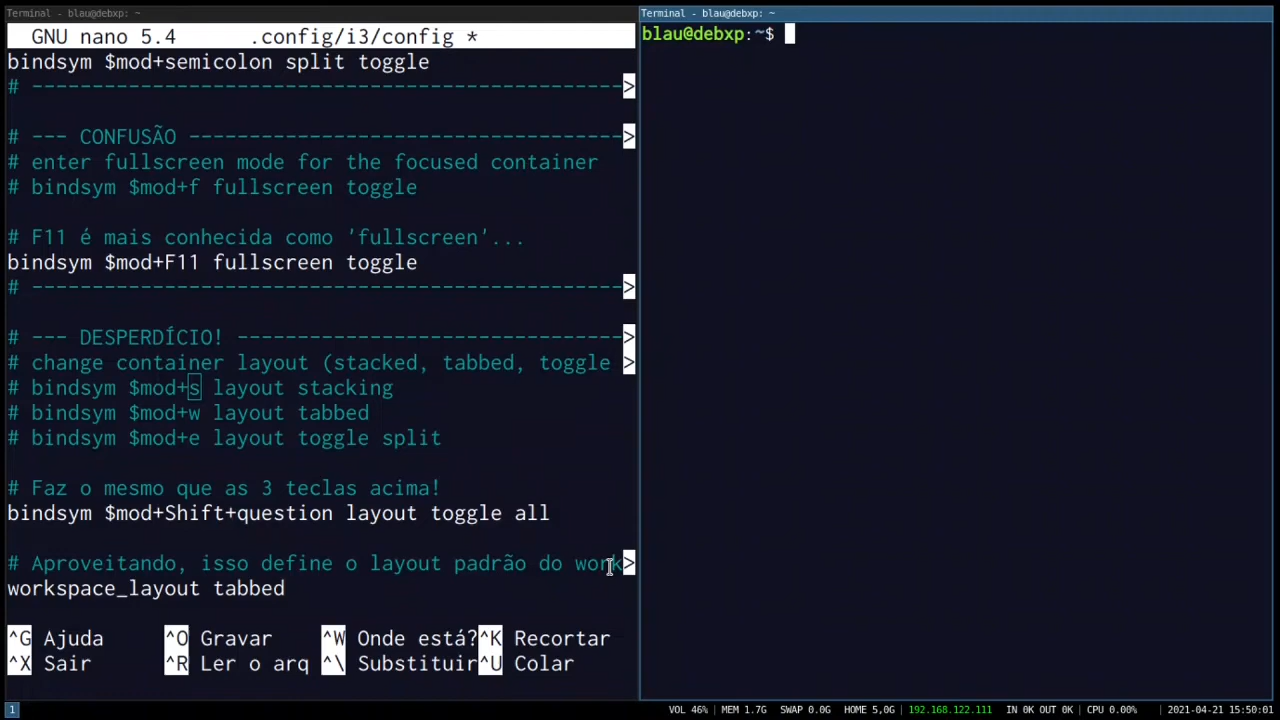 Terminal - blau@debxp: ~
GNU nano 5.4 .config/i3/config *
bindsym $mod+semicolon split toggle
# -------------------------------------------------->
# --- CONFUSÃO ------------------------------------>
# enter fullscreen mode for the focused container
# bindsym $mod+f fullscreen toggle
# F11 é mais conhecida como 'fullscreen'...
bindsym $mod+F11 fullscreen toggle
# -------------------------------------------------->
# --- DESPERDÍCIO! -------------------------------->
# change container layout (stacked, tabbed, toggle >
# bindsym $mod+s layout stacking
# bindsym $mod+w layout tabbed
# bindsym $mod+e layout toggle split
# Faz o mesmo que as 3 teclas acima!
bindsym $mod+Shift+question layout toggle all
# Aproveitando, isso define o layout padrão do work>
workspace_layout tabbed
^G Ajuda ^O Gravar ^W Onde está? ^K Recortar
^X Sair ^R Ler o arq ^\ Substituir ^U Colar
Terminal - blau@debxp: ~
blau@debxp:~$
1
VOL 46% | MEM 1.7G SWAP 0.0G HOME 5,0G | 192.168.122.111 IN 0K OUT 0K | CPU 0.00% | 2021-04-21 15:50:01